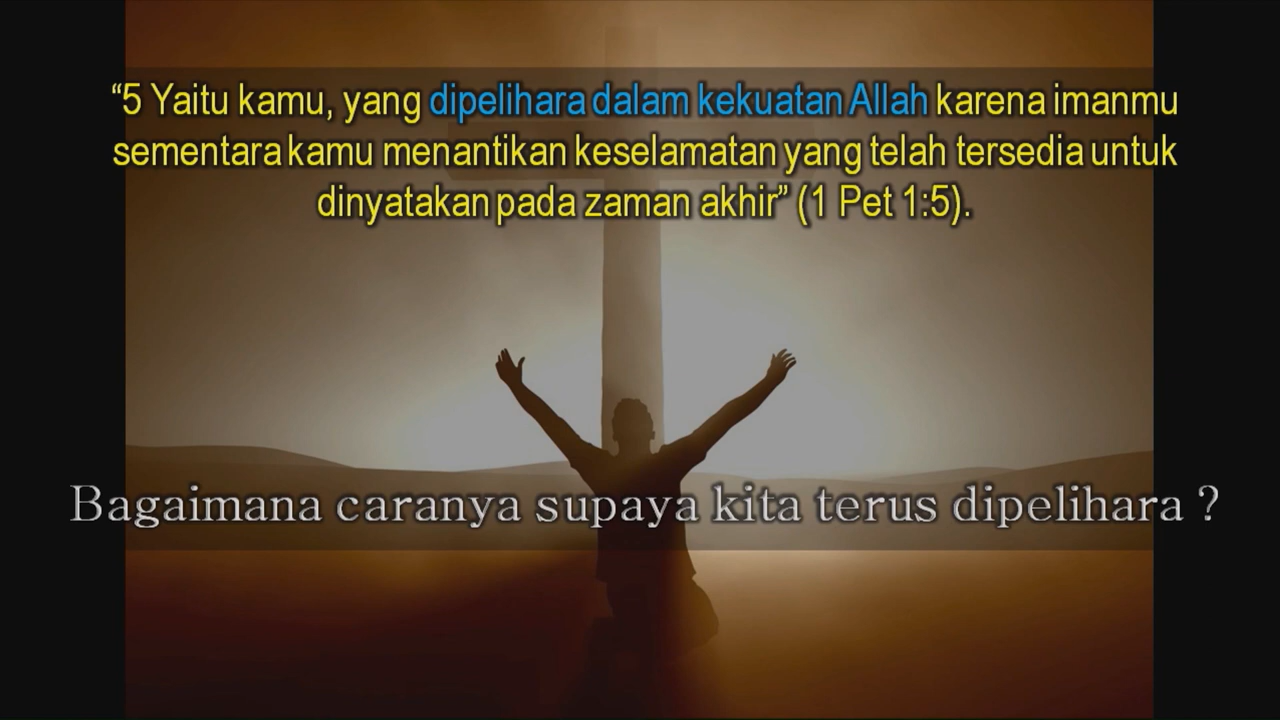 “5 Yaitu kamu, yang dipelihara dalam kekuatan Allah karena imanmu
sementara kamu menantikan keselamatan yang telah tersedia untuk
dinyatakan pada zaman akhir” (1 Pet 1:5).
Bagaimana caranya supaya kita terus dipelihara ?